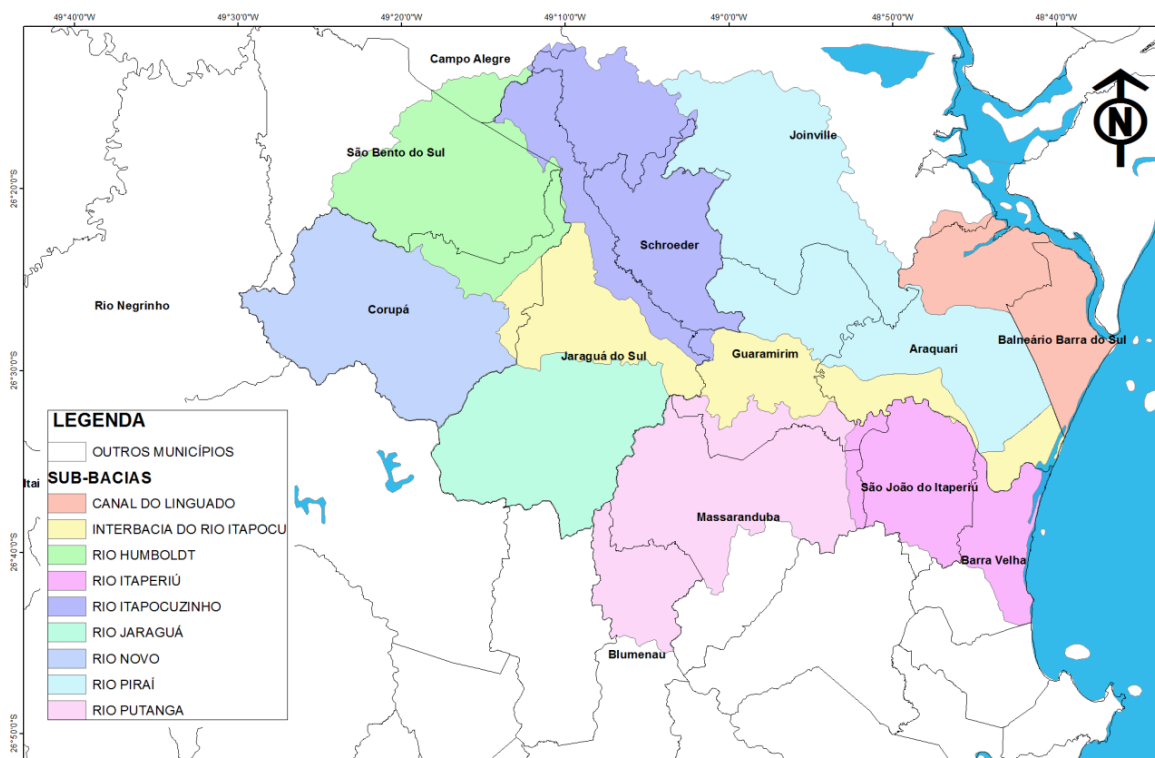 49°40'0"W 49°30'0"W 49°20'0"W 49°10'0"W 49°0'0"W 48°50'0"W 48°40'0"W
Campo Alegre
N
Joinville
São Bento do Sul
26°20'0"S
Schroeder
Rio Negrinho
Corupá
Balneário Barra do Sul
Araquari
Guaramirim
Jaraguá do Sul
26°30'0"S
LEGENDA
OUTROS MUNICÍPIOS
SUB-BACIAS
Itai
CANAL DO LINGUADO
INTERBACIA DO RIO ITAPOCU
RIO HUMBOLDT
RIO ITAPERIÚ
RIO ITAPOCUZINHO
RIO JARAGUÁ
RIO NOVO
RIO PIRAÍ
RIO PUTANGA
São João do Itaperiú
Massaranduba
26°40'0"S
Barra Velha
Blumenau
26°50'0"S